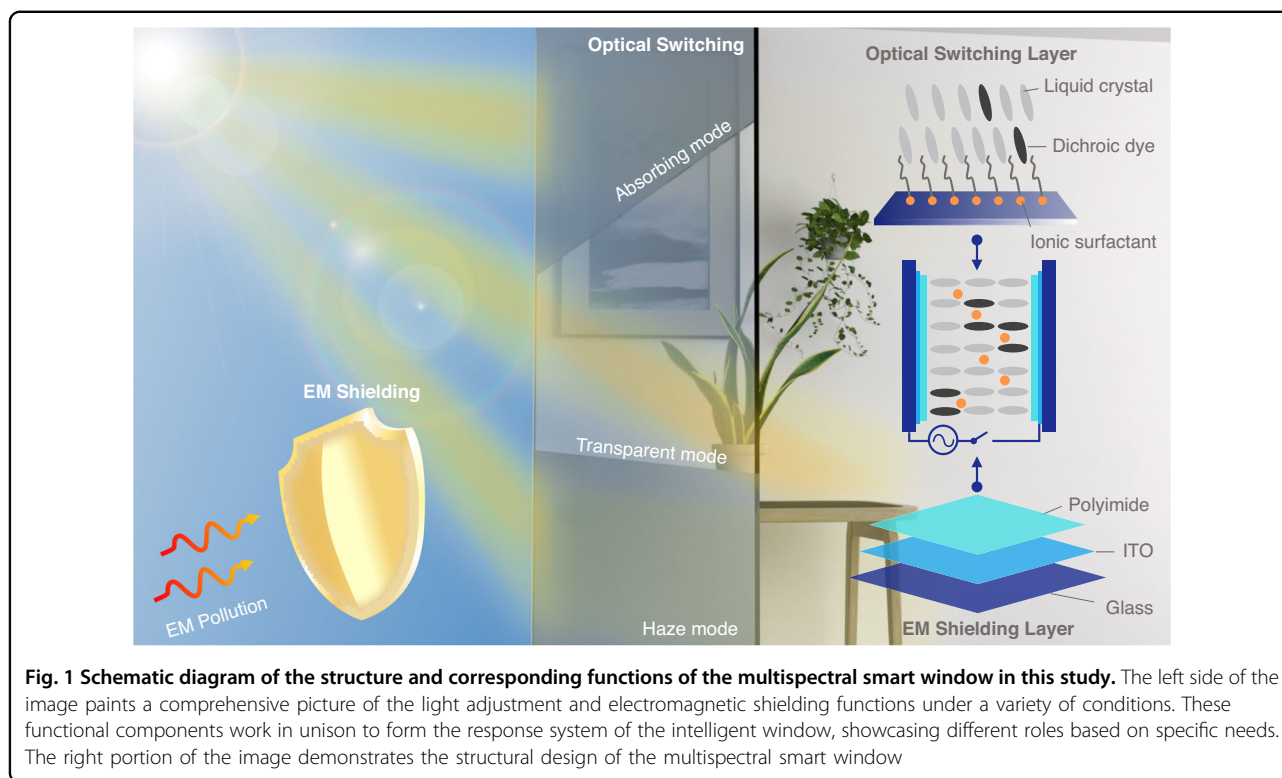 Optical Switching
Absorbing mode
Transparent mode
Haze mode
EM Shielding
EM Pollution
Optical Switching Layer
Liquid crystal
Dichroic dye
Ionic surfactant
Polyimide
ITO
Glass
EM Shielding Layer
Fig. 1 Schematic diagram of the structure and corresponding functions of the multispectral smart window in this study. The left side of the
image paints a comprehensive picture of the light adjustment and electromagnetic shielding functions under a variety of conditions. These
functional components work in unison to form the response system of the intelligent window, showcasing different roles based on specific needs.
The right portion of the image demonstrates the structural design of the multispectral smart window